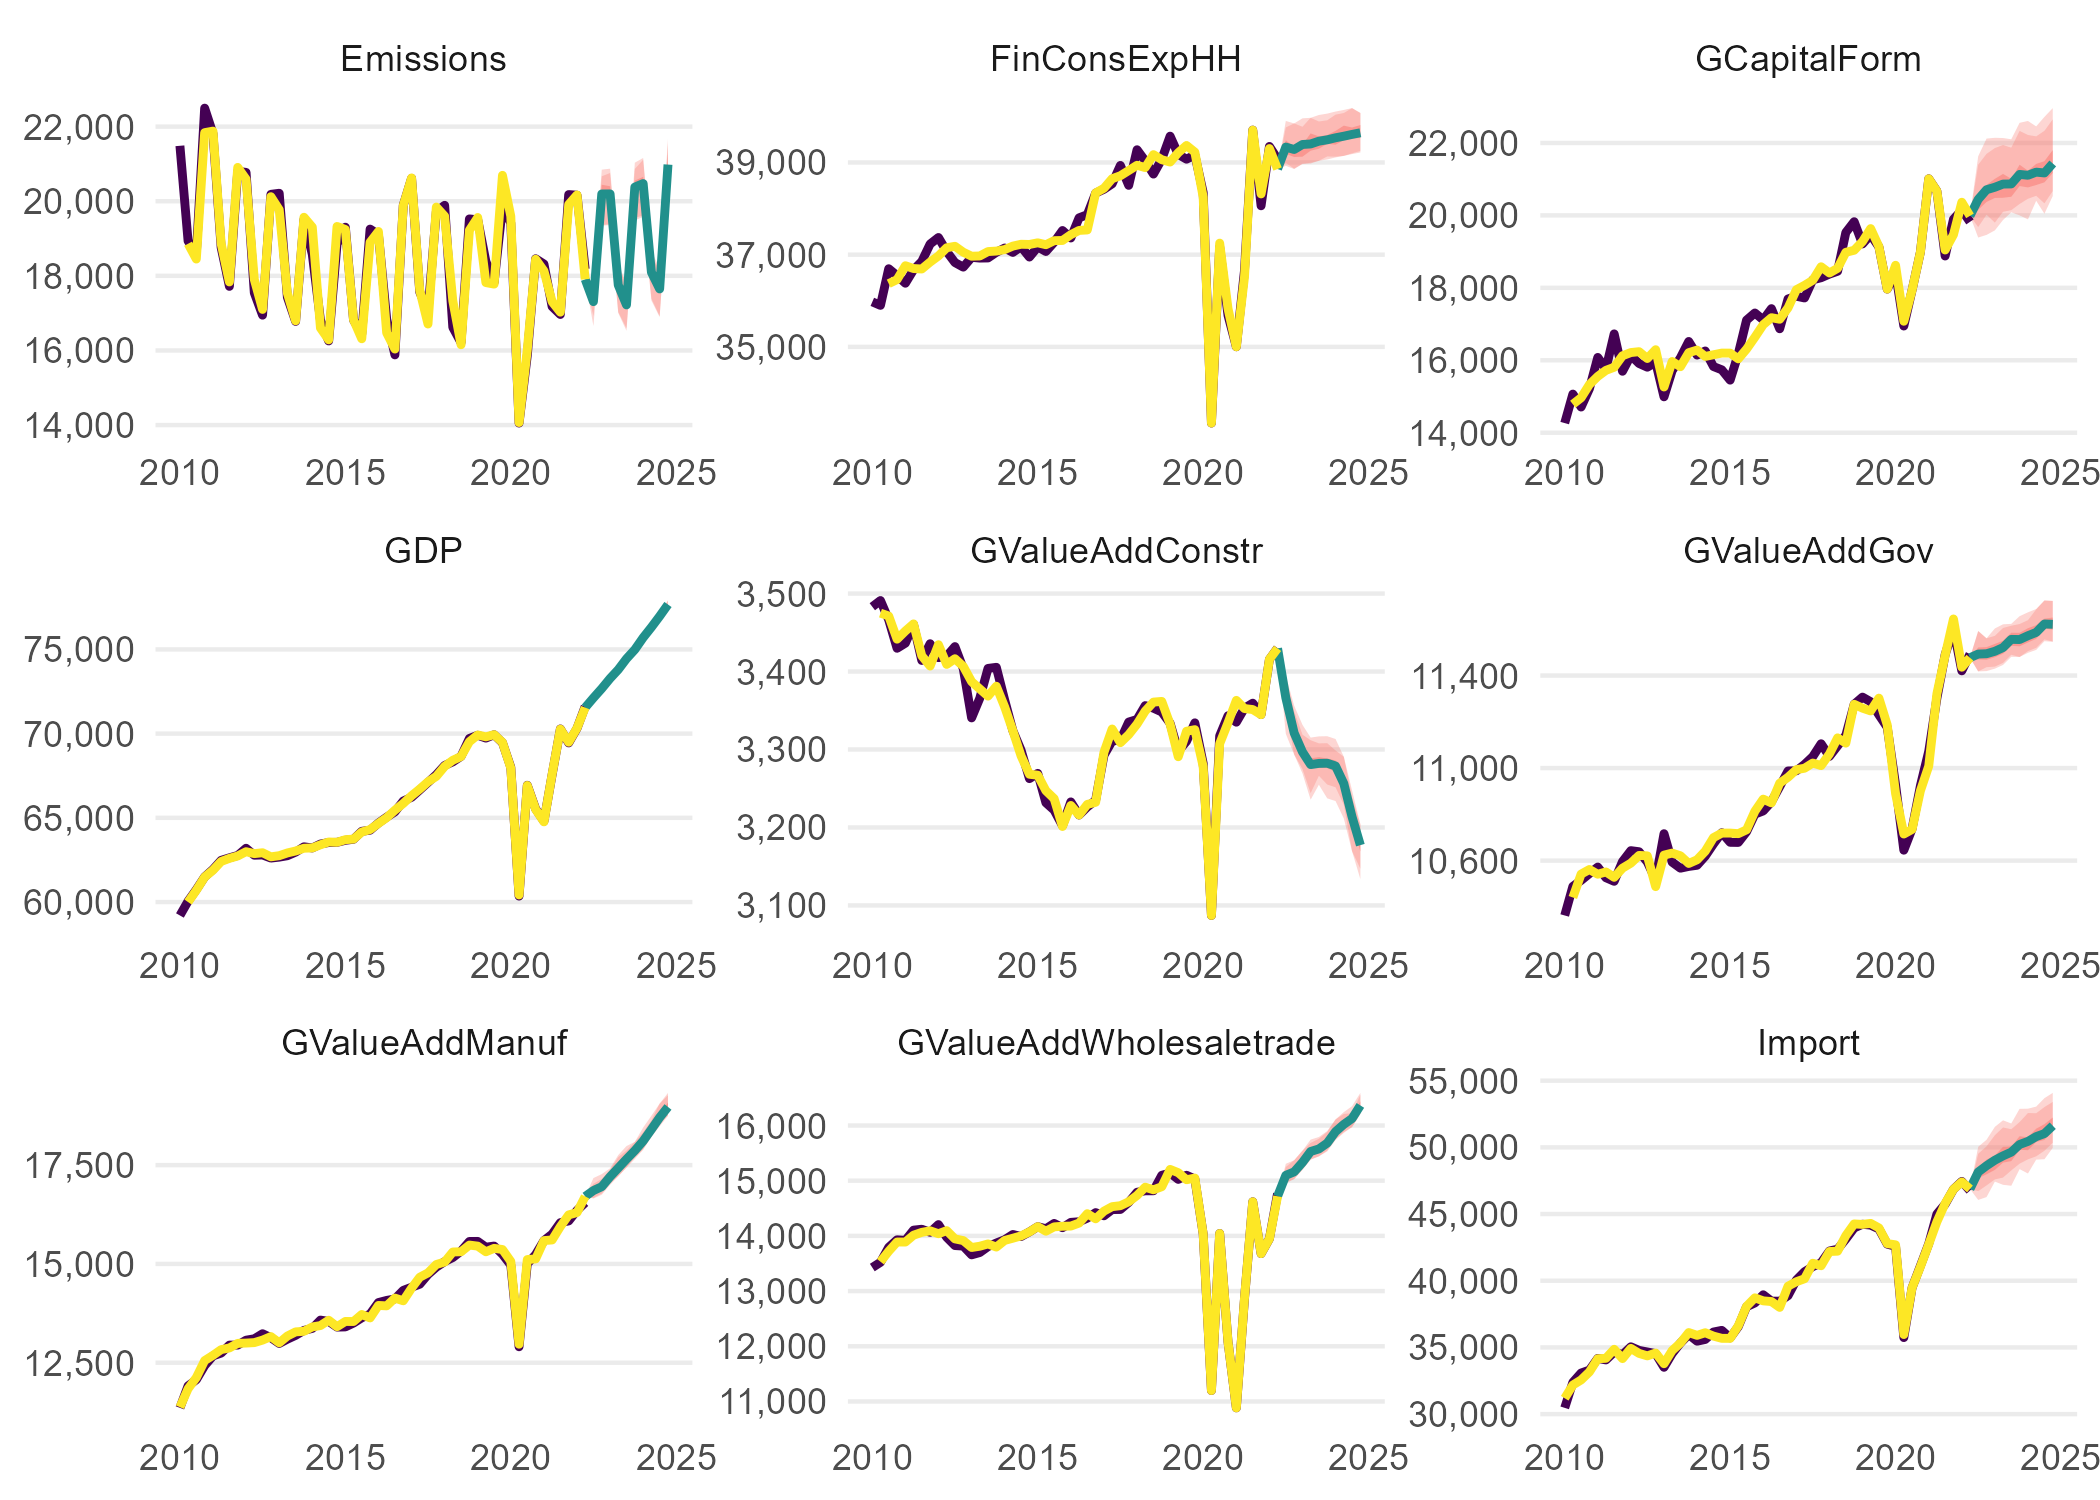 Emissions
22,000
20,000
18,000
16,000
14,000
2010 2015 2020 2025
FinConsExpHH
39,000
37,000
35,000
2010 2015 2020 2025
GCapitalForm
22,000
20,000
18,000
16,000
14,000
2010 2015 2020 2025
GDP
75,000
70,000
65,000
60,000
2010 2015 2020 2025
GValueAddConstr
3,500
3,400
3,300
3,200
3,100
2010 2015 2020 2025
GValueAddGov
11,400
11,000
10,600
2010 2015 2020 2025
GValueAddManuf
17,500
15,000
12,500
2010 2015 2020 2025
GValueAddWholesaletrade
16,000
15,000
14,000
13,000
12,000
11,000
2010 2015 2020 2025
Import
55,000
50,000
45,000
40,000
35,000
30,000
2010 2015 2020 2025